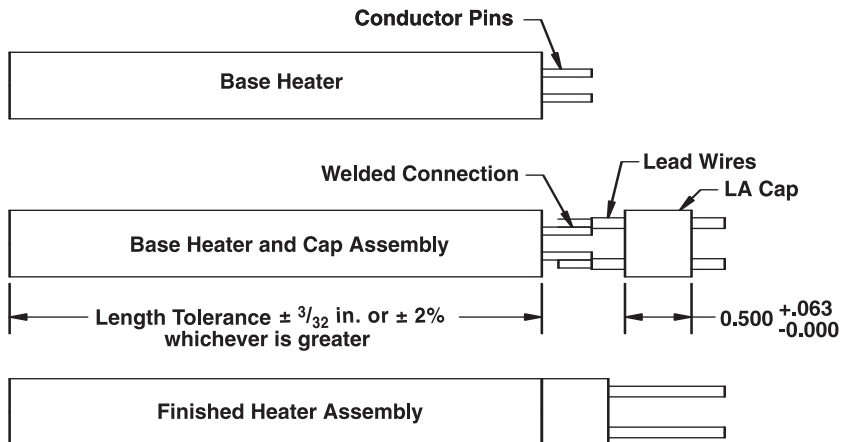 Conductor Pins
Base Heater
Welded Connection
Lead Wires
LA Cap
Base Heater and Cap Assembly
Length Tolerance ± 3/32 in. or ± 2%
whichever is greater
0.500 +.063
-0.000
Finished Heater Assembly